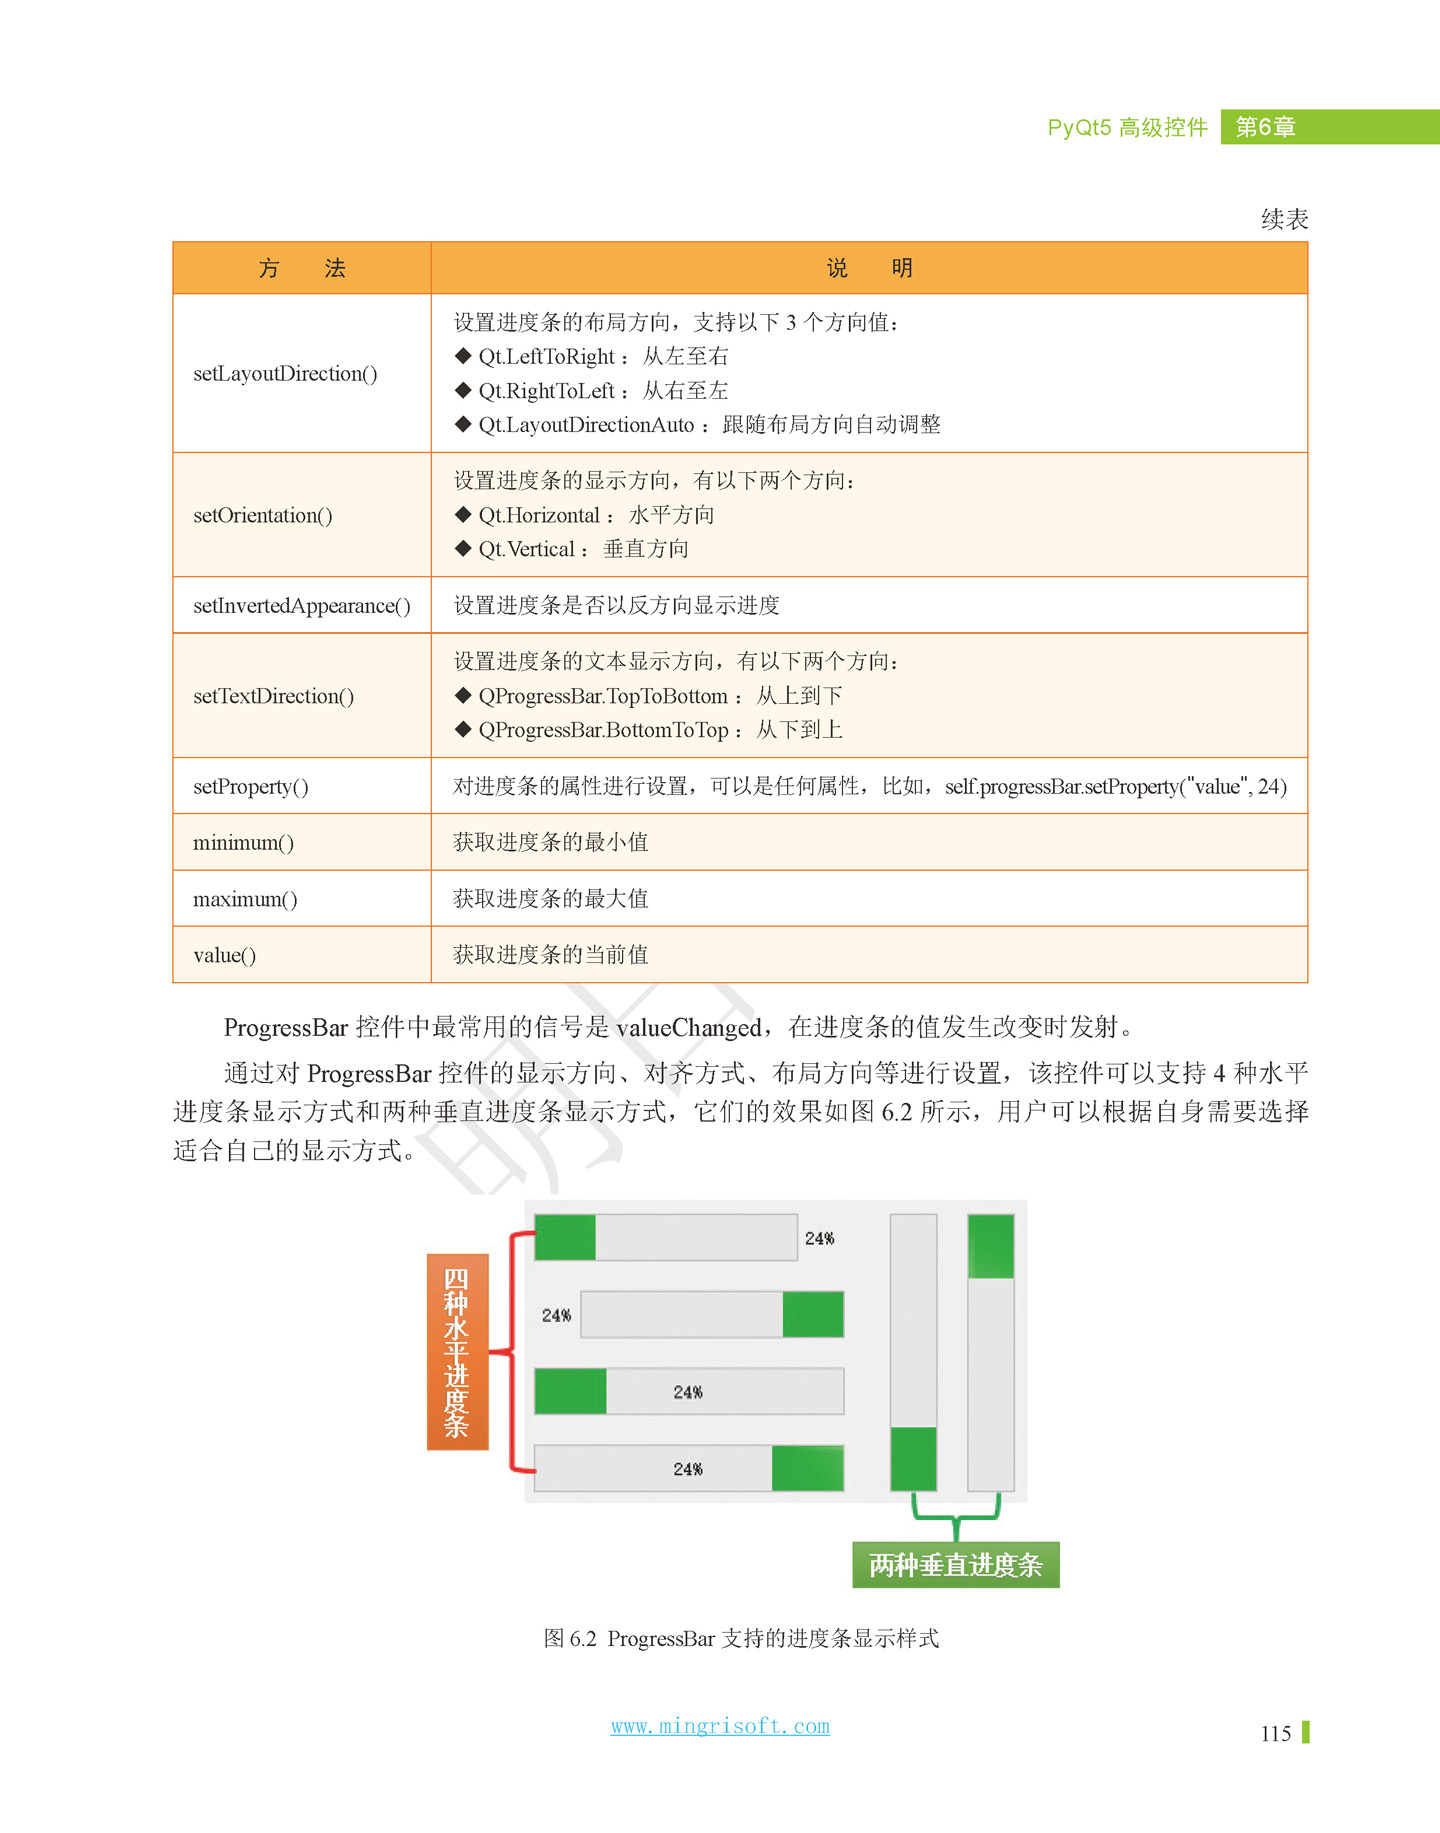 PyQt5 高级控件 第6章
续表
方 法 说 明
setLayoutDirection()
设置进度条的布局方向，支持以下 3 个方向值：
◆ Qt.LeftToRight：从左至右
◆ Qt.RightToLeft：从右至左
◆ Qt.LayoutDirectionAuto：跟随布局方向自动调整
setOrientation()
设置进度条的显示方向，有以下两个方向：
◆ Qt.Horizontal：水平方向
◆ Qt.Vertical：垂直方向
setInvertedAppearance() 设置进度条是否以反方向显示进度
setTextDirection()
设置进度条的文本显示方向，有以下两个方向：
◆ QProgressBar.TopToBottom：从上到下
◆ QProgressBar.BottomToTop：从下到上
setProperty() 对进度条的属性进行设置，可以是任何属性，比如，self.progressBar.setProperty("value", 24)
minimum() 获取进度条的最小值
maximum() 获取进度条的最大值
value() 获取进度条的当前值
ProgressBar 控件中最常用的信号是 valueChanged，在进度条的值发生改变时发射。
通过对 ProgressBar 控件的显示方向、对齐方式、布局方向等进行设置，该控件可以支持 4 种水平
进度条显示方式和两种垂直进度条显示方式，它们的效果如图 6.2 所示，用户可以根据自身需要选择
适合自己的显示方式。
四种水平进度条
24%
24%
24%
24%
两种垂直进度条
图 6.2 ProgressBar 支持的进度条显示样式
www.mingrisoft.com
115
明日